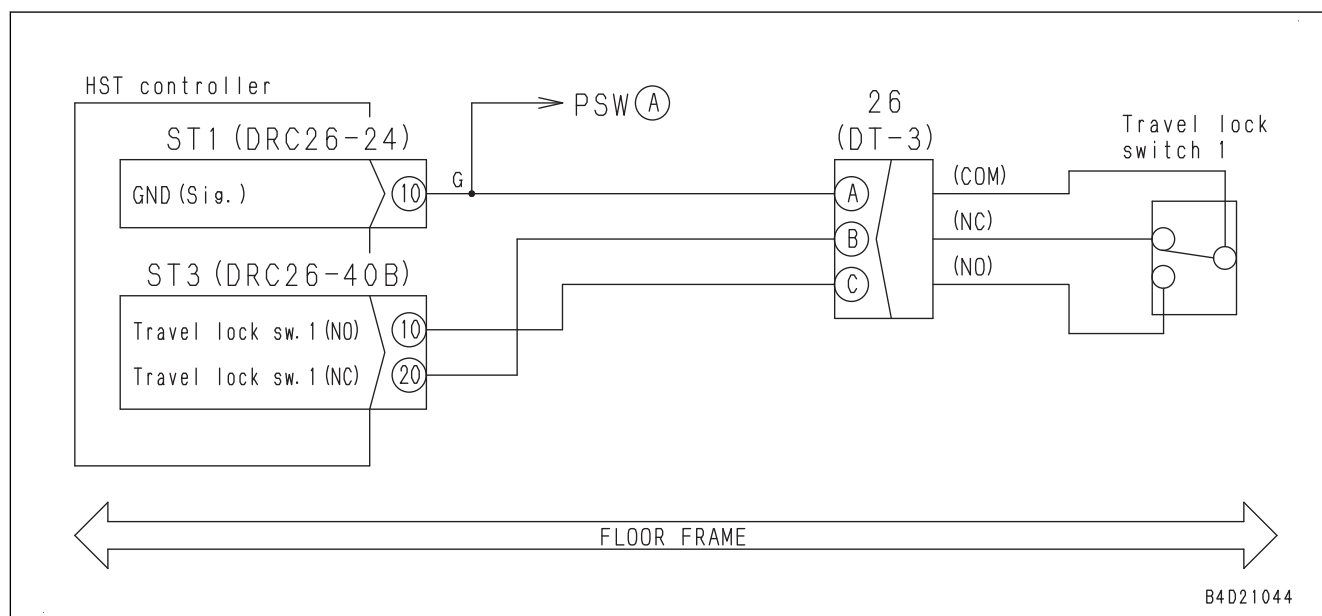 HST controller
ST1 (DRC26-24)
GND (Sig.)
10
G
PSW A
26
(DT-3)
A
B
C
(COM)
(NC)
(NO)
Travel lock
switch 1
ST3 (DRC26-40B)
Travel lock sw. 1 (NO)
10
Travel lock sw. 1 (NC)
20
FLOOR FRAME
B4D21044